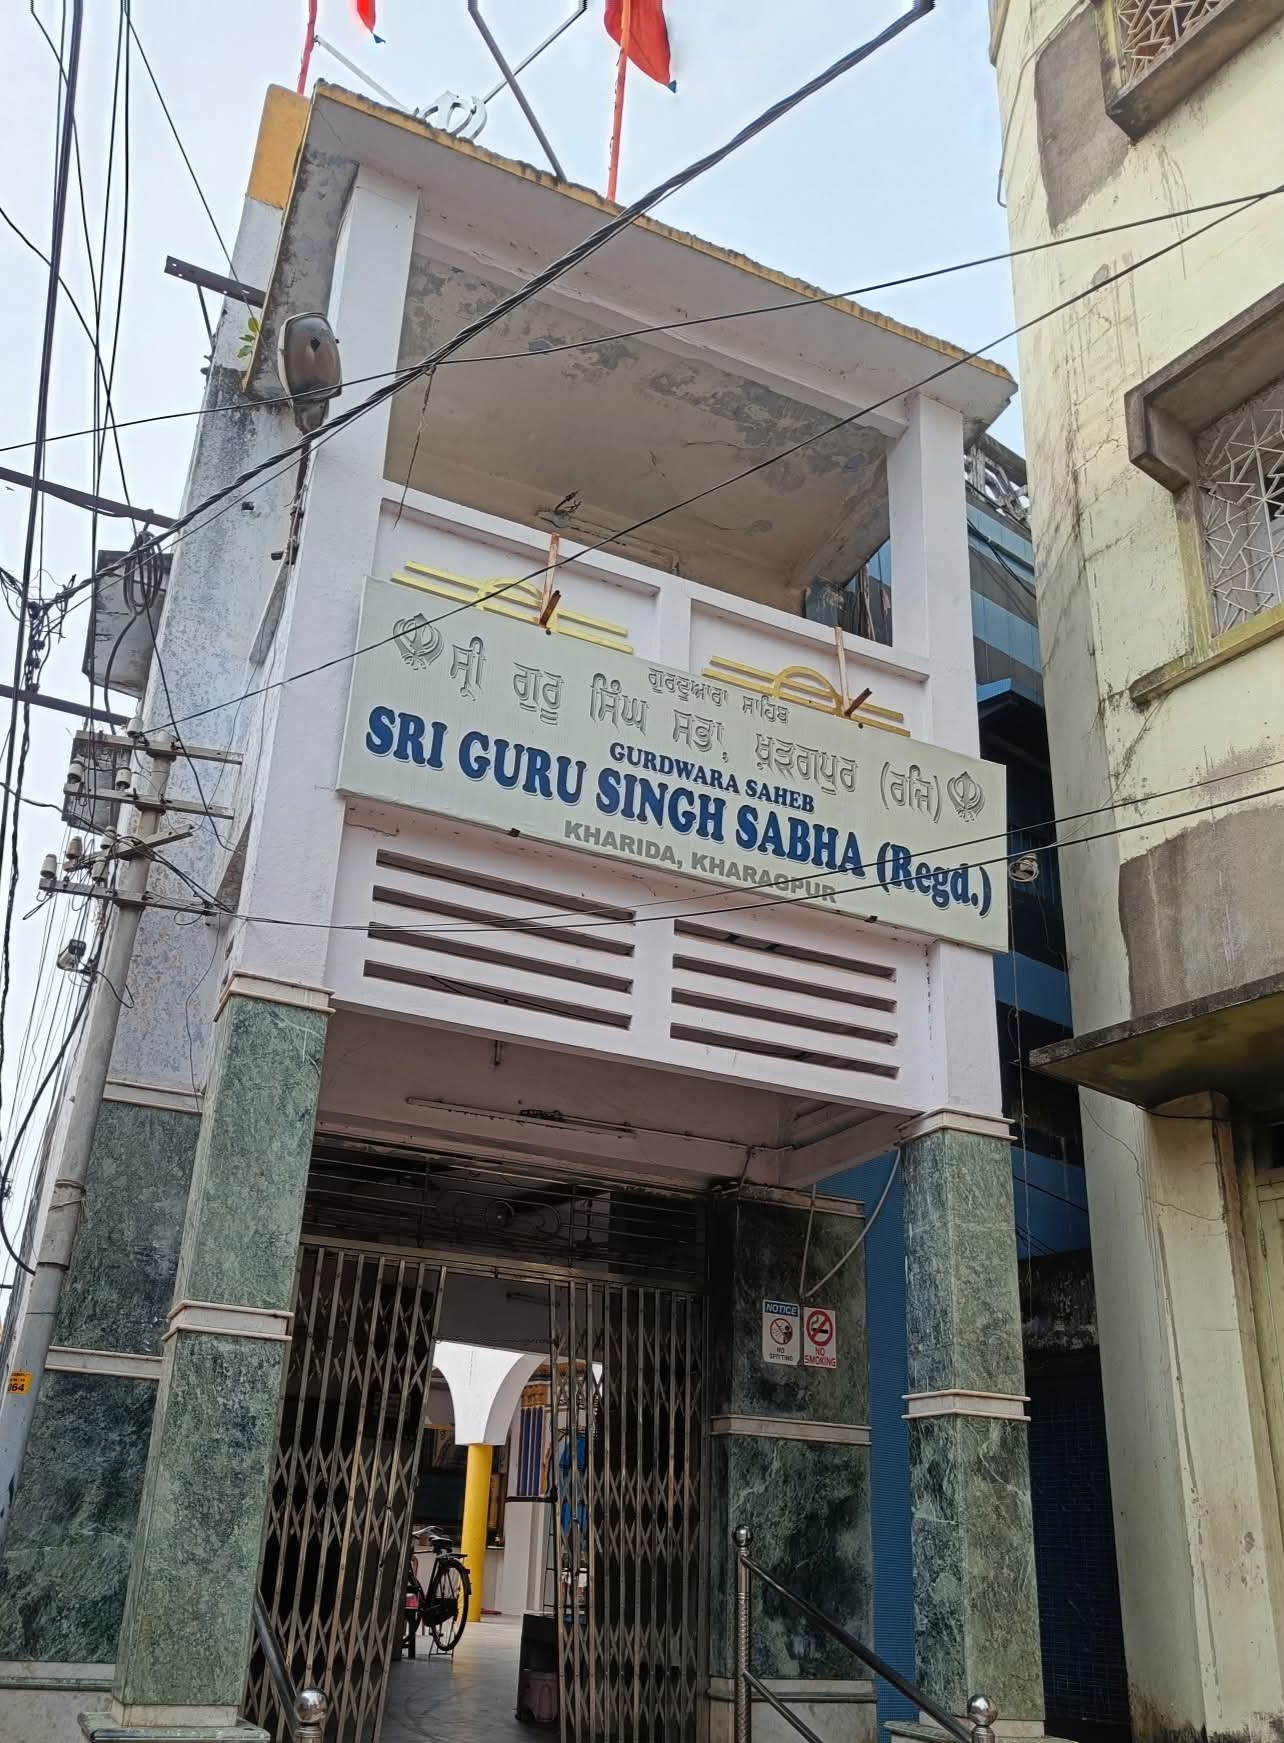 ਗੁਰਦੁਆਰਾ ਸਾਹਿਬ
ਸ੍ਰੀ ਗੁਰੂ ਸਿੰਘ ਸਭਾ, ਖੜਗਪੁਰ (ਰਜਿ)
GURDWARA SAHEB
SRI GURU SINGH SABHA (Regd.)
KHARIDA, KHARAGPUR
NOTICE
NO
SPITTING
NO
SMOKING